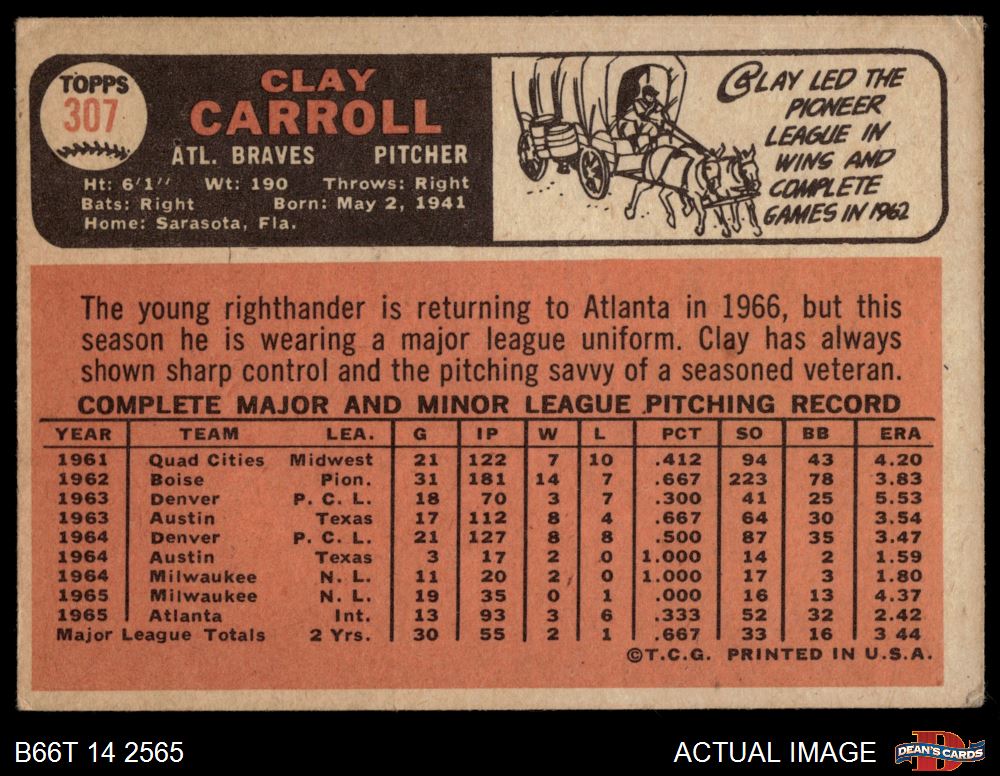 TOPPS
307
CLAY
CARROLL
ATL. BRAVES PITCHER
Ht: 6'1" Wt: 190 Throws: Right
Bats: Right Born: May 2, 1941
Home: Sarasota, Fla.
CLAY LED THE
PIONEER
LEAGUE IN
WINS AND
COMPLETE
GAMES IN 1962
The young righthander is returning to Atlanta in 1966, but this
season he is wearing a major league uniform. Clay has always
shown sharp control and the pitching savvy of a seasoned veteran.
COMPLETE MAJOR AND MINOR LEAGUE PITCHING RECORD
YEAR TEAM LEA. G IP W L PCT SO BB ERA
1961 Quad Cities Midwest 21 122 7 10 .412 94 43 4.20
1962 Boise Pion. 31 181 14 7 .667 223 78 3.83
1963 Denver P. C. L. 18 70 3 7 .300 41 25 5.53
1963 Austin Texas 17 112 8 4 .667 64 30 3.54
1964 Denver P. C. L. 21 127 8 8 .500 87 35 3.47
1964 Austin Texas 3 17 2 0 1.000 14 2 1.59
1964 Milwaukee N. L. 11 20 2 0 1.000 17 3 1.80
1965 Milwaukee N. L. 19 35 0 1 .000 16 13 4.37
1965 Atlanta Int. 13 93 3 6 .333 52 32 2.42
Major League Totals 2 Yrs. 30 55 2 1 .667 33 16 3 44
©T.C.G. PRINTED IN U.S.A.
B66T 14 2565
ACTUAL IMAGE
DEAN'S CARDS